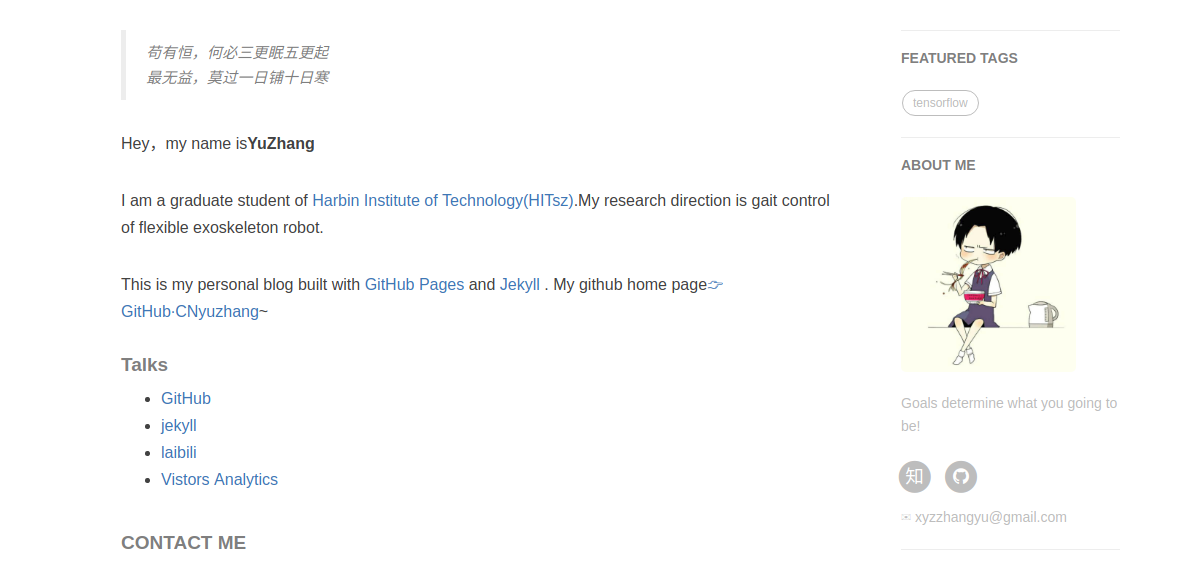 苟有恒，何必三更眠五更起
最无益，莫过一日铺十日寒
Hey，my name isYuZhang
I am a graduate student of Harbin Institute of Technology(HITsz).My research direction is gait control
of flexible exoskeleton robot.
This is my personal blog built with GitHub Pages and Jekyll . My github home page👉
GitHub·CNyuzhang~
Talks
GitHub
jekyll
laibili
Vistors Analytics
CONTACT ME
FEATURED TAGS
tensorflow
ABOUT ME
Goals determine what you going to
be!
知
✉ xyzzhangyu@gmail.com